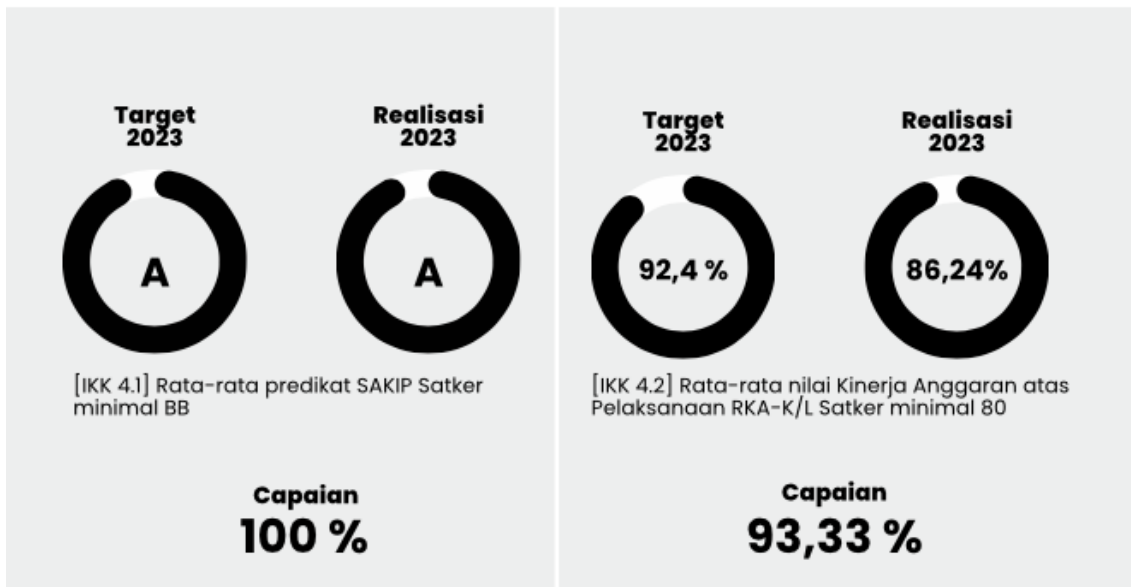 Target
2023
Realisasi
2023
A
A
[IKK 4.1] Rata-rata predikat SAKIP Satker
minimal BB
Capaian
100 %
Target
2023
Realisasi
2023
92,4 %
86,24%
[IKK 4.2] Rata-rata nilai Kinerja Anggaran atas
Pelaksanaan RKA-K/L Satker minimal 80
Capaian
93,33 %